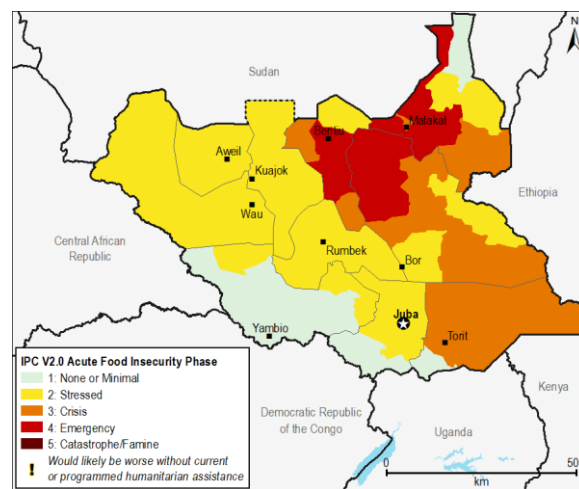 N
Sudan
Malakal
Bentiu
Aweil
Kuajok
Ethiopia
Wau
Central African
Republic
Rumbek
Bor
Juba
Yambio
Torit
IPC V2.0 Acute Food Insecurity Phase
1: None or Minimal
2: Stressed
3: Crisis
4: Emergency
5: Catastrophe/Famine
! Would likely be worse without current
or programmed humanitarian assistance
Kenya
Democratic Republic
of the Congo
Uganda
0 50
km